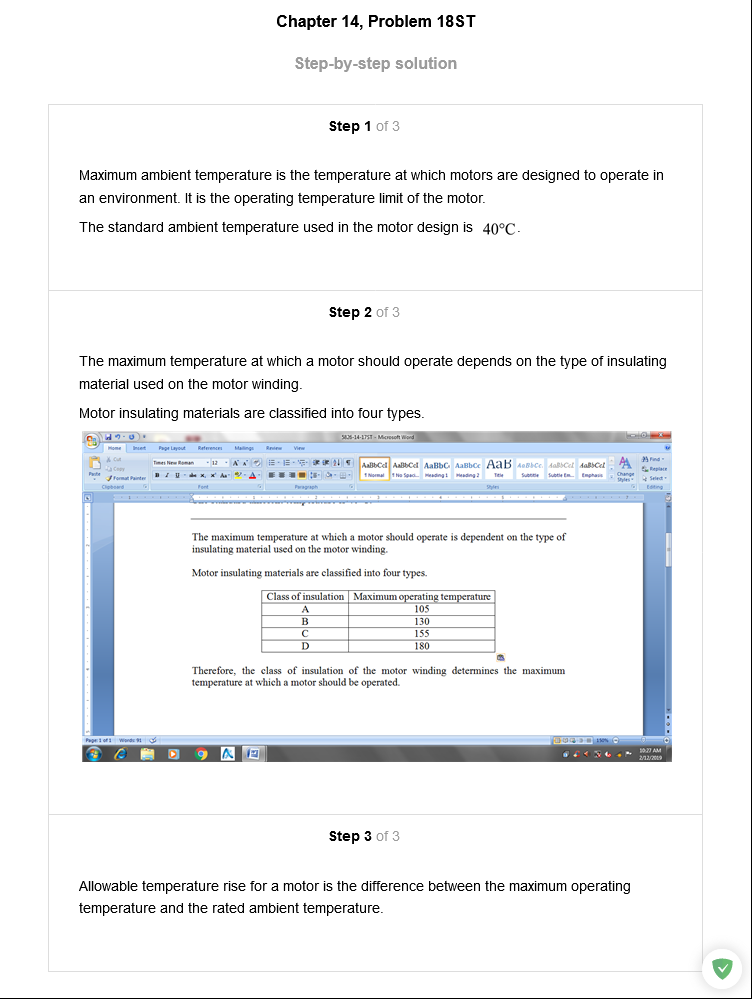 Chapter 14, Problem 18ST
Step-by-step solution
Step 1 of 3
Maximum ambient temperature is the temperature at which motors are designed to operate in
an environment. It is the operating temperature limit of the motor.
The standard ambient temperature used in the motor design is 40°C.
Step 2 of 3
The maximum temperature at which a motor should operate depends on the type of insulating
material used on the motor winding.
Motor insulating materials are classified into four types.
5626-14-17ST - Microsoft Word
Home Insert Page Layout References Mailings Review View
Paste
Cut
Copy
Format Painter
Times New Roman 12
AaBbCcI AaBbCcI AaBbC AaBbCc AaB AaBbCc. AaBbCcI AaBbCcI
¶ Normal ¶ No Spaci... Heading 1 Heading 2 Title Subtitle Subtle Em... Emphasis
Change
Styles
Find
Replace
Select
Clipboard Font Paragraph Styles Editing
The maximum temperature at which a motor should operate is dependent on the type of
insulating material used on the motor winding.
Motor insulating materials are classified into four types.
Class of insulation Maximum operating temperature
A 105
B 130
C 155
D 180
Therefore, the class of insulation of the motor winding determines the maximum
temperature at which a motor should be operated.
Page: 1 of 1 Words: 91 150%
10:27 AM
2/12/2019
Step 3 of 3
Allowable temperature rise for a motor is the difference between the maximum operating
temperature and the rated ambient temperature.